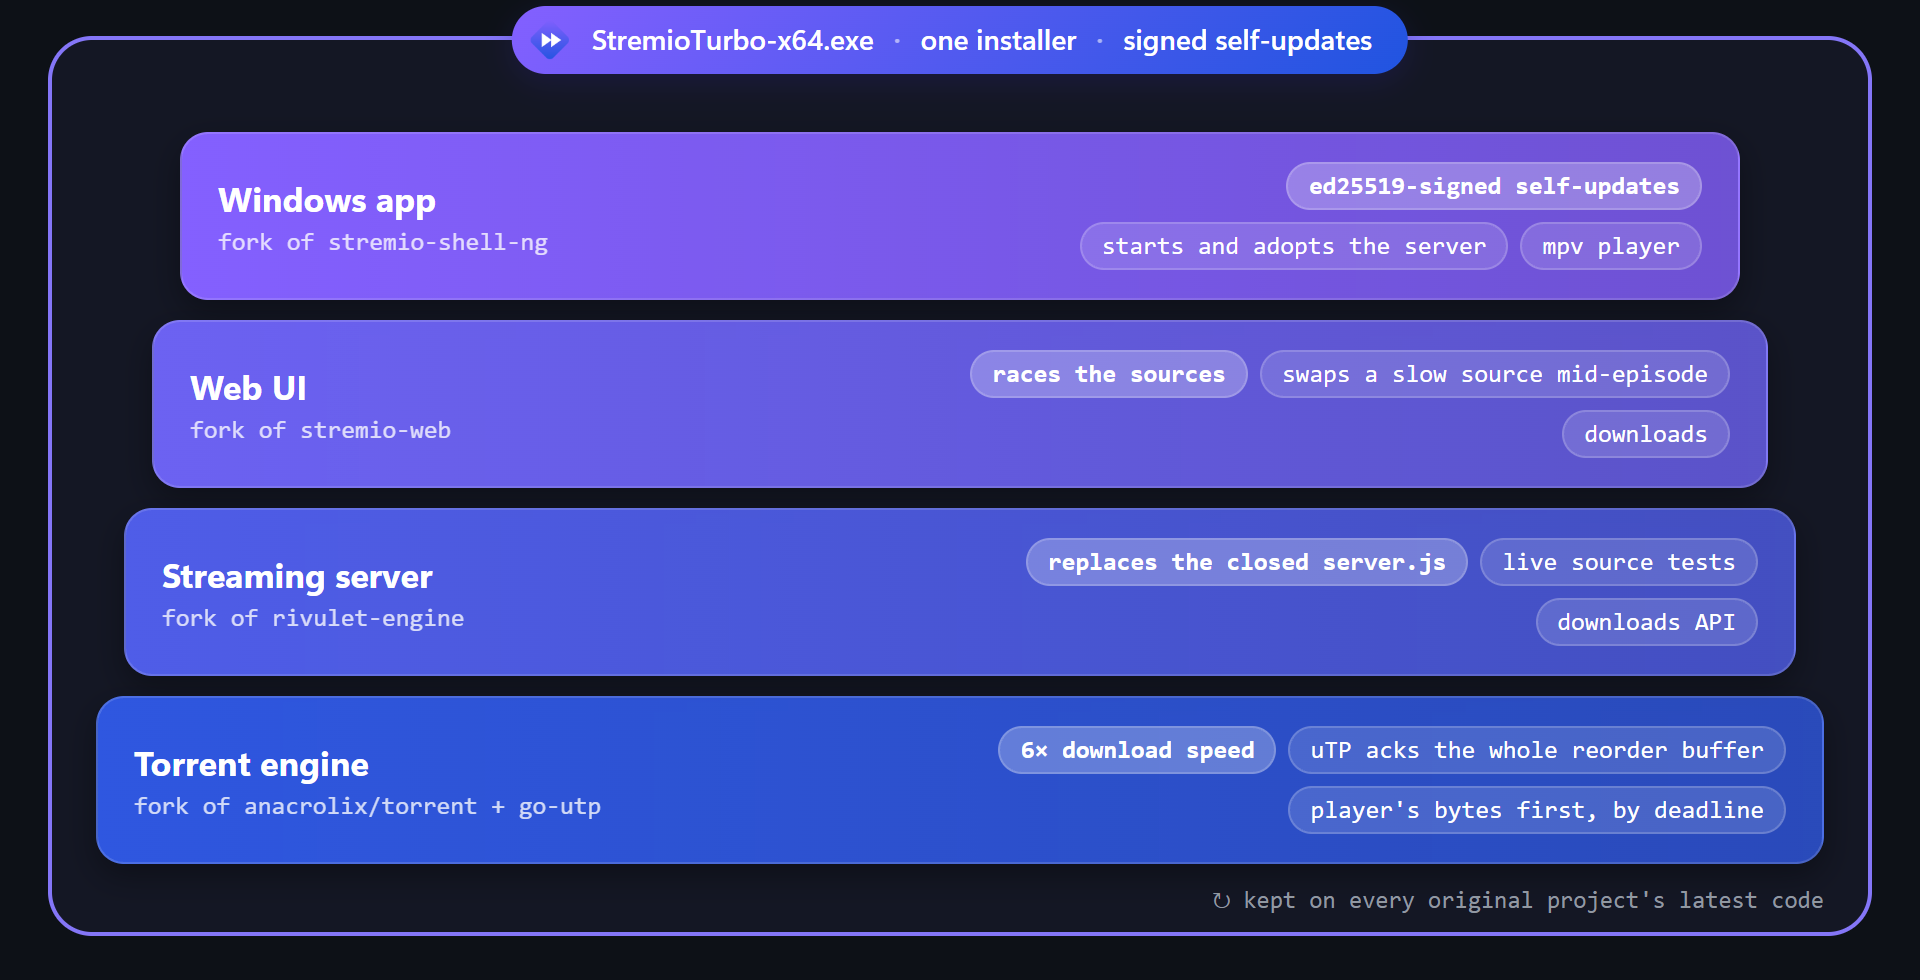 StremioTurbo-x64.exe · one installer · signed self-updates
Windows app
fork of stremio-shell-ng
ed25519-signed self-updates
starts and adopts the server
mpv player
Web UI
fork of stremio-web
races the sources
swaps a slow source mid-episode
downloads
Streaming server
fork of rivulet-engine
replaces the closed server.js
live source tests
downloads API
Torrent engine
fork of anacrolix/torrent + go-utp
6× download speed
uTP acks the whole reorder buffer
player's bytes first, by deadline
↻ kept on every original project's latest code